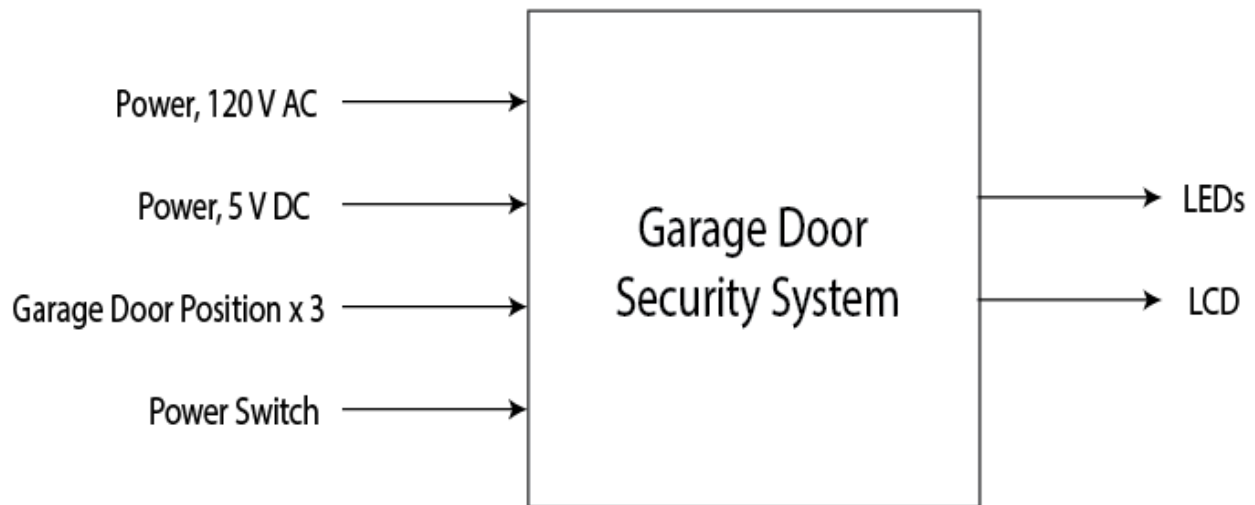 Power, 120 V AC
Power, 5 V DC
Garage Door Position x 3
Power Switch
Garage Door
Security System
LEDs
LCD